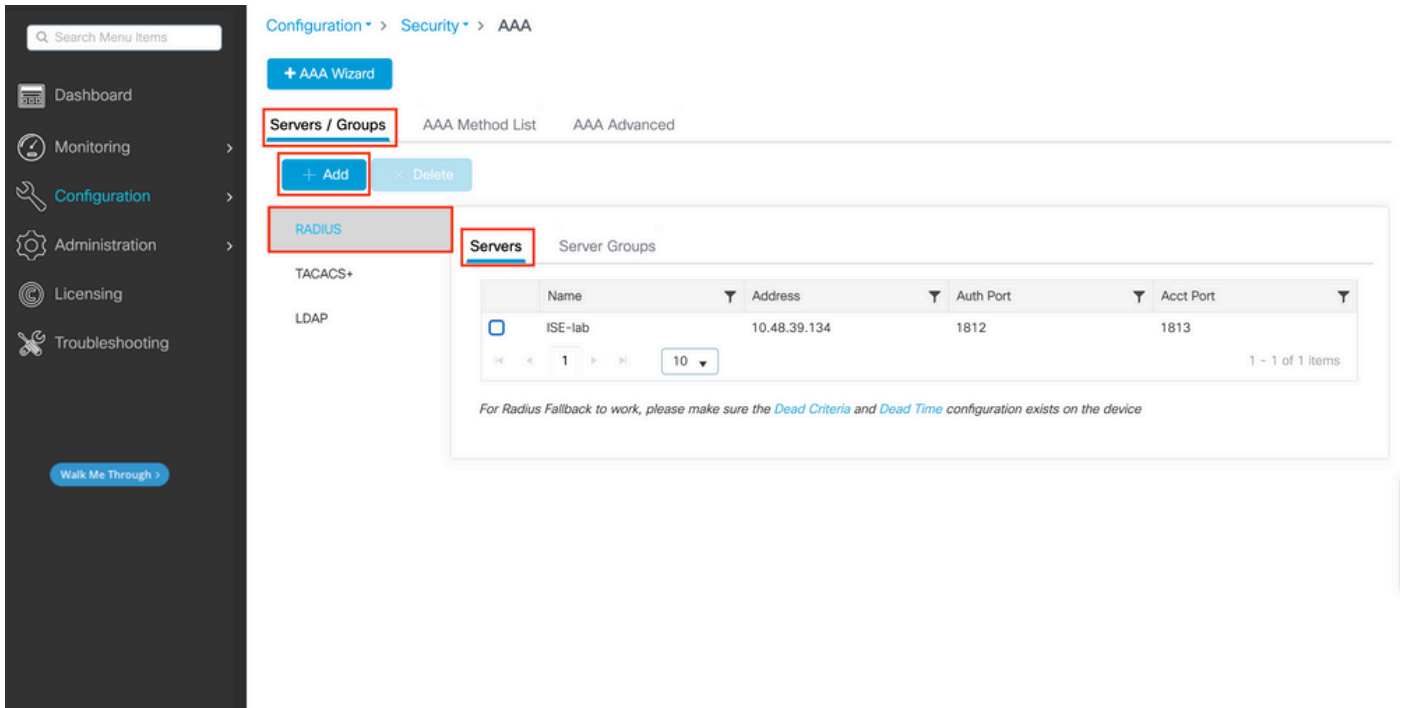 Search Menu Items
Dashboard
Monitoring
Configuration
Administration
Licensing
Troubleshooting
Walk Me Through >
Configuration > Security > AAA
+ AAA Wizard
Servers / Groups AAA Method List AAA Advanced
+ Add × Delete
RADIUS
TACACS+
LDAP
Servers Server Groups
Name Address Auth Port Acct Port
ISE-lab 10.48.39.134 1812 1813
1 10 1 - 1 of 1 items
For Radius Fallback to work, please make sure the Dead Criteria and Dead Time configuration exists on the device